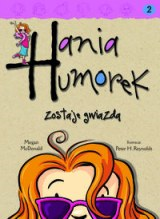 2
Hania
Humorek
zostaje gwiazdą
Megan
McDonald
Peter H. Reynolds